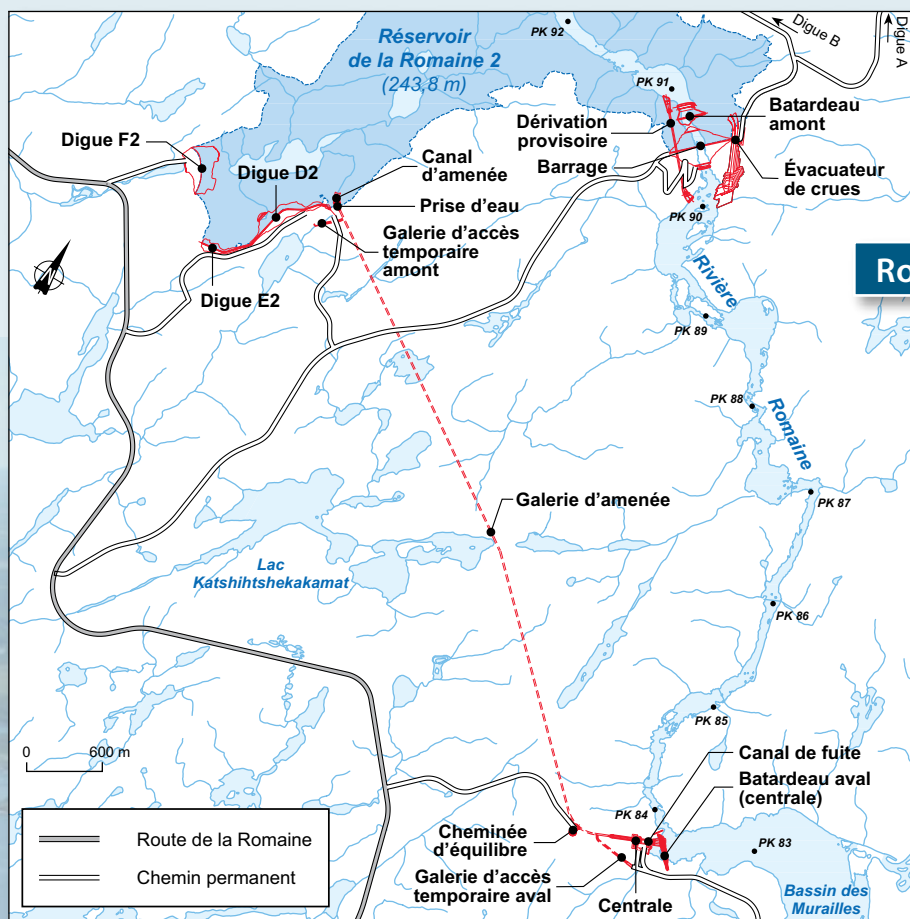 PK 92
Digue B
Digue A
Réservoir
de la Romaine 2
(243,8 m)
PK 91
Dérivation
provisoire
Batardeau
amont
Barrage
Évacuateur
de crues
Digue F2
Digue D2
Canal
d'amenée
Prise d'eau
PK 90
Galerie d'accès
temporaire
amont
Digue E2
Rivière
Ro
PK 89
PK 88
Romaine
PK 87
Galerie d'amenée
Lac
Katshihtshekakamat
PK 86
PK 85
0 600 m
Canal de fuite
Batardeau aval
(centrale)
PK 84
Route de la Romaine
Chemin permanent
Cheminée
d'équilibre
PK 83
Galerie d'accès
temporaire aval
Centrale
Bassin des
Murailles